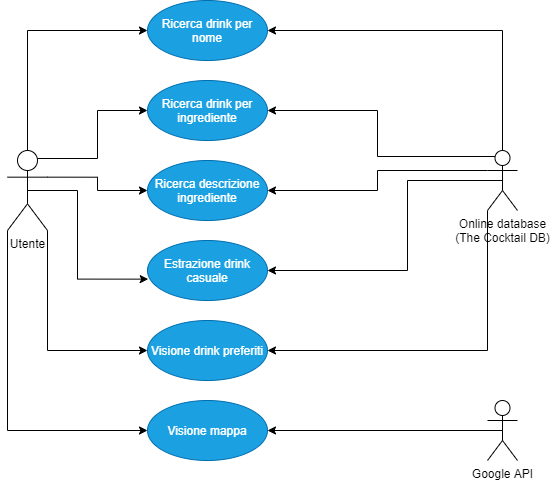 Ricerca drink per
nome
Ricerca drink per
ingrediente
Ricerca descrizione
ingrediente
Utente
Online database
(The Cocktail DB)
Estrazione drink
casuale
Visione drink preferiti
Visione mappa
Google API